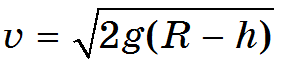 v = √2g(R − h)